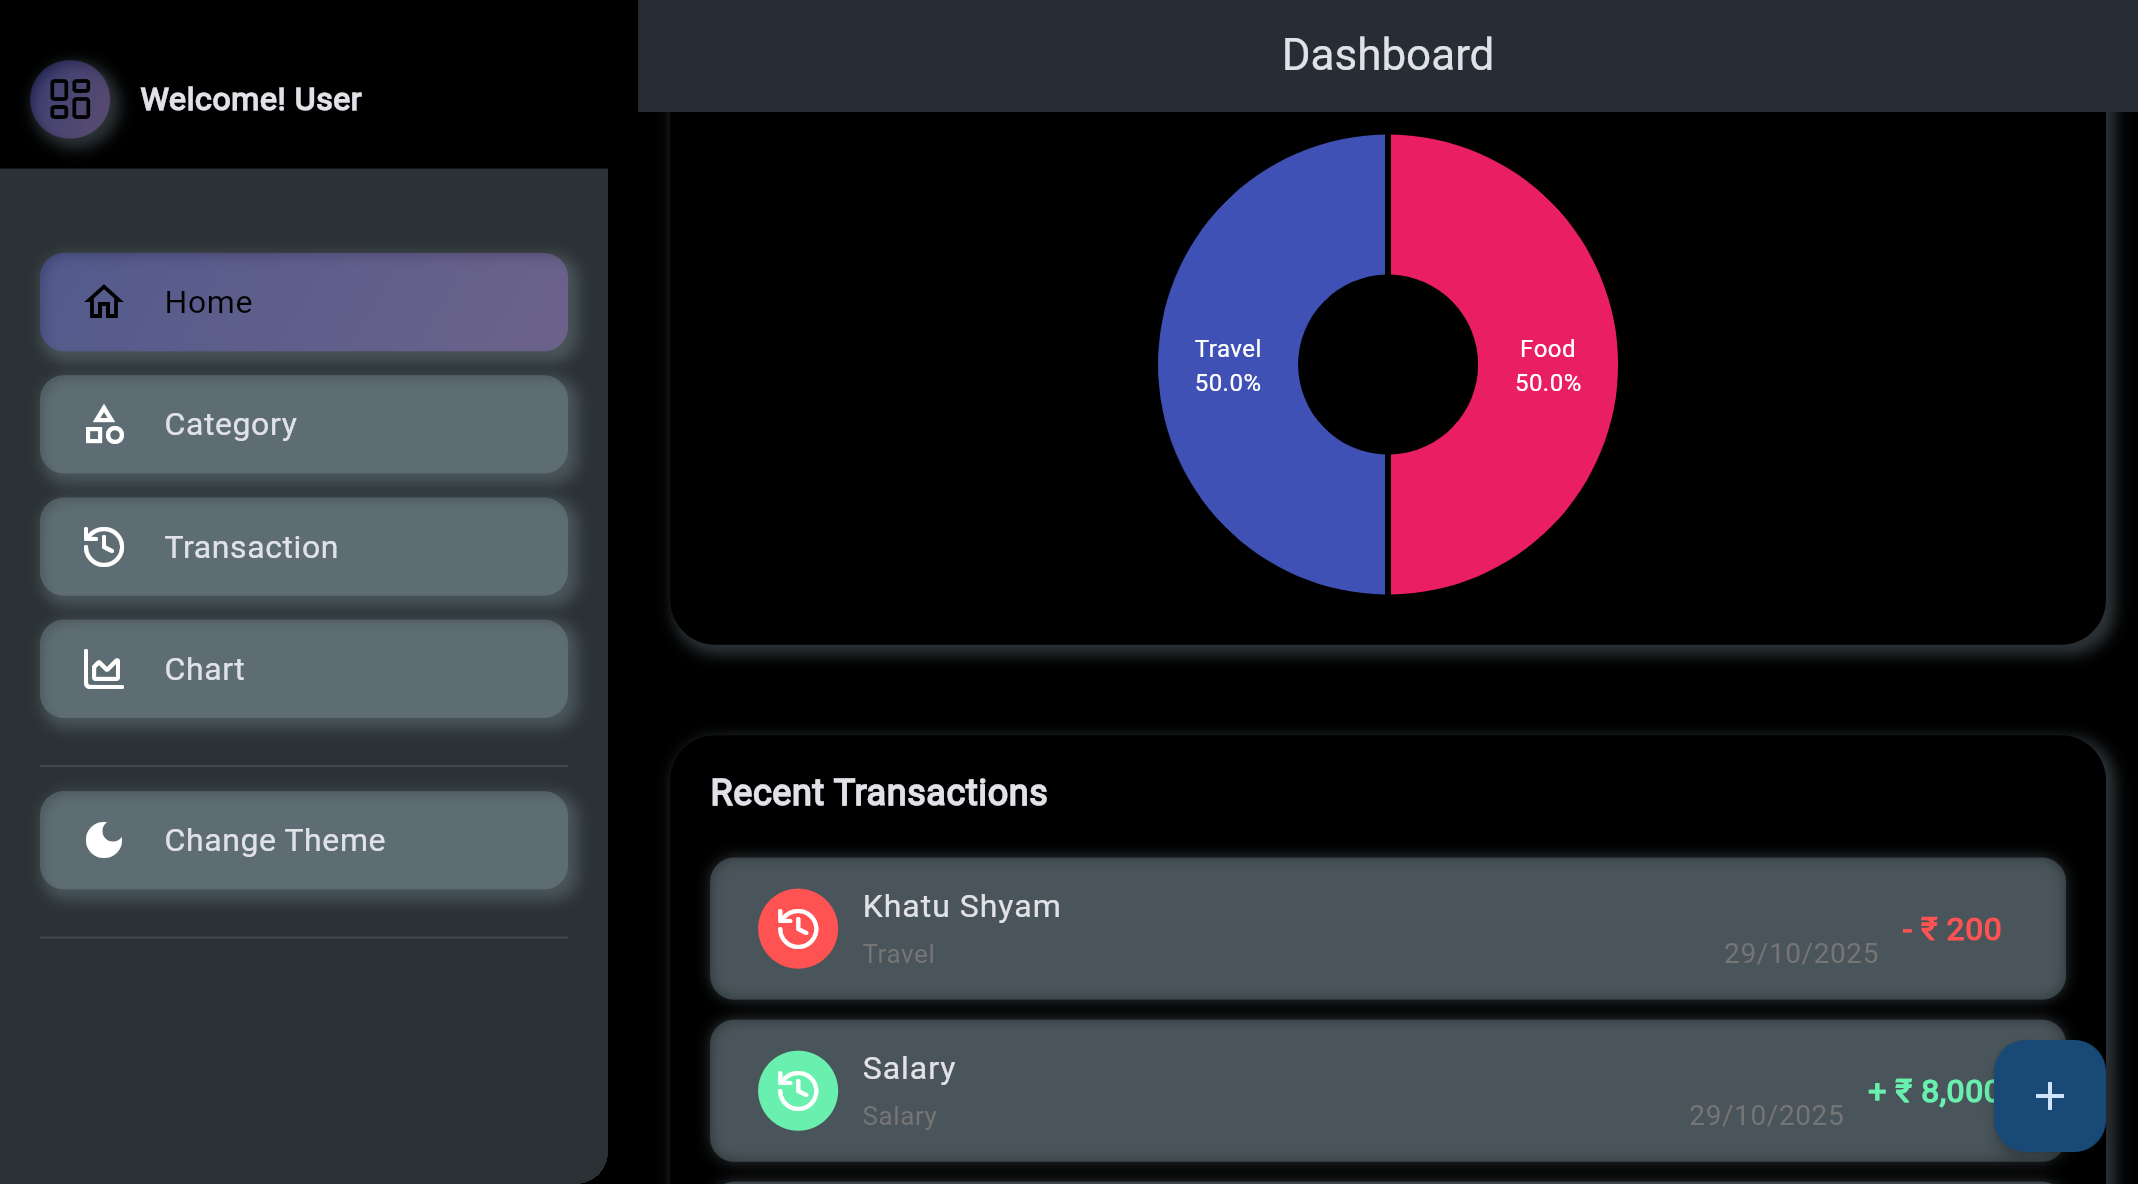 Welcome! User
Home
Category
Transaction
Chart
Change Theme
Dashboard
Travel
50.0%
Food
50.0%
Recent Transactions
Khatu Shyam
Travel
29/10/2025
- ₹ 200
Salary
Salary
29/10/2025
+ ₹ 8,000